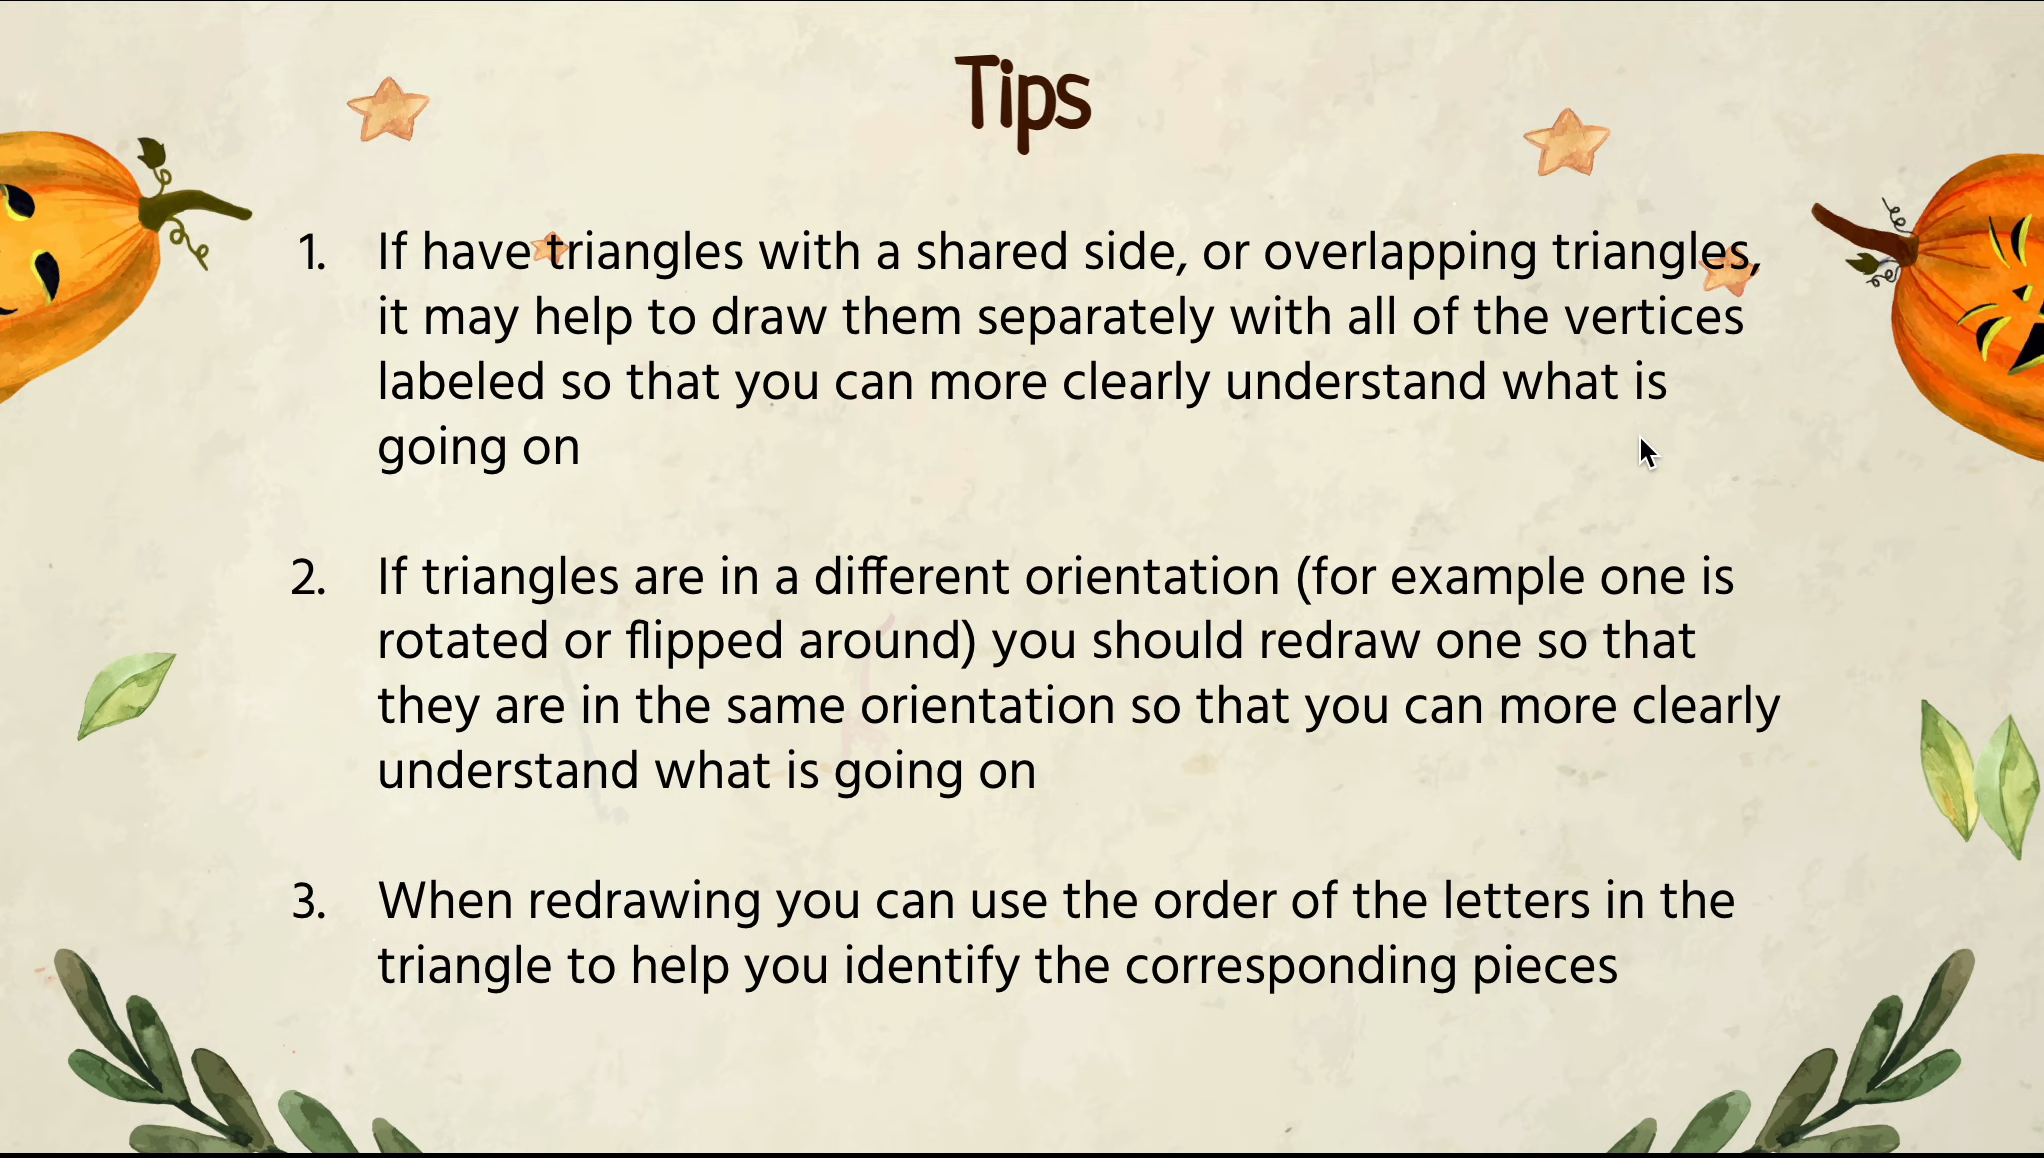 Tips
1. If have triangles with a shared side, or overlapping triangles,
it may help to draw them separately with all of the vertices
labeled so that you can more clearly understand what is
going on
2. If triangles are in a different orientation (for example one is
rotated or flipped around) you should redraw one so that
they are in the same orientation so that you can more clearly
understand what is going on
3. When redrawing you can use the order of the letters in the
triangle to help you identify the corresponding pieces